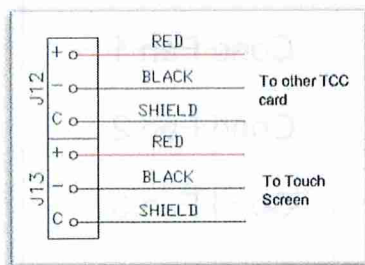 J12
+ RED
- BLACK
C SHIELD
To other TCC
card
J13
+ RED
- BLACK
C SHIELD
To Touch
Screen